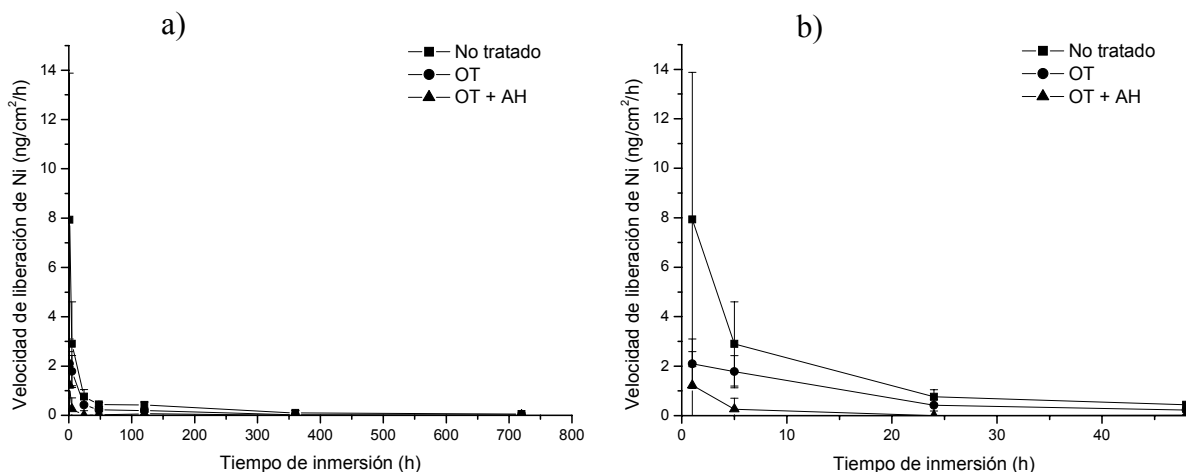 a)
No tratado
OT
OT + AH
Velocidad de liberación de Ni (ng/cm²/h)
14
12
10
8
6
4
2
0
0 100 200 300 400 500 600 700 800
Tiempo de inmersión (h)
b)
No tratado
OT
OT + AH
Velocidad de liberación de Ni (ng/cm²/h)
14
12
10
8
6
4
2
0
0 10 20 30 40
Tiempo de inmersión (h)